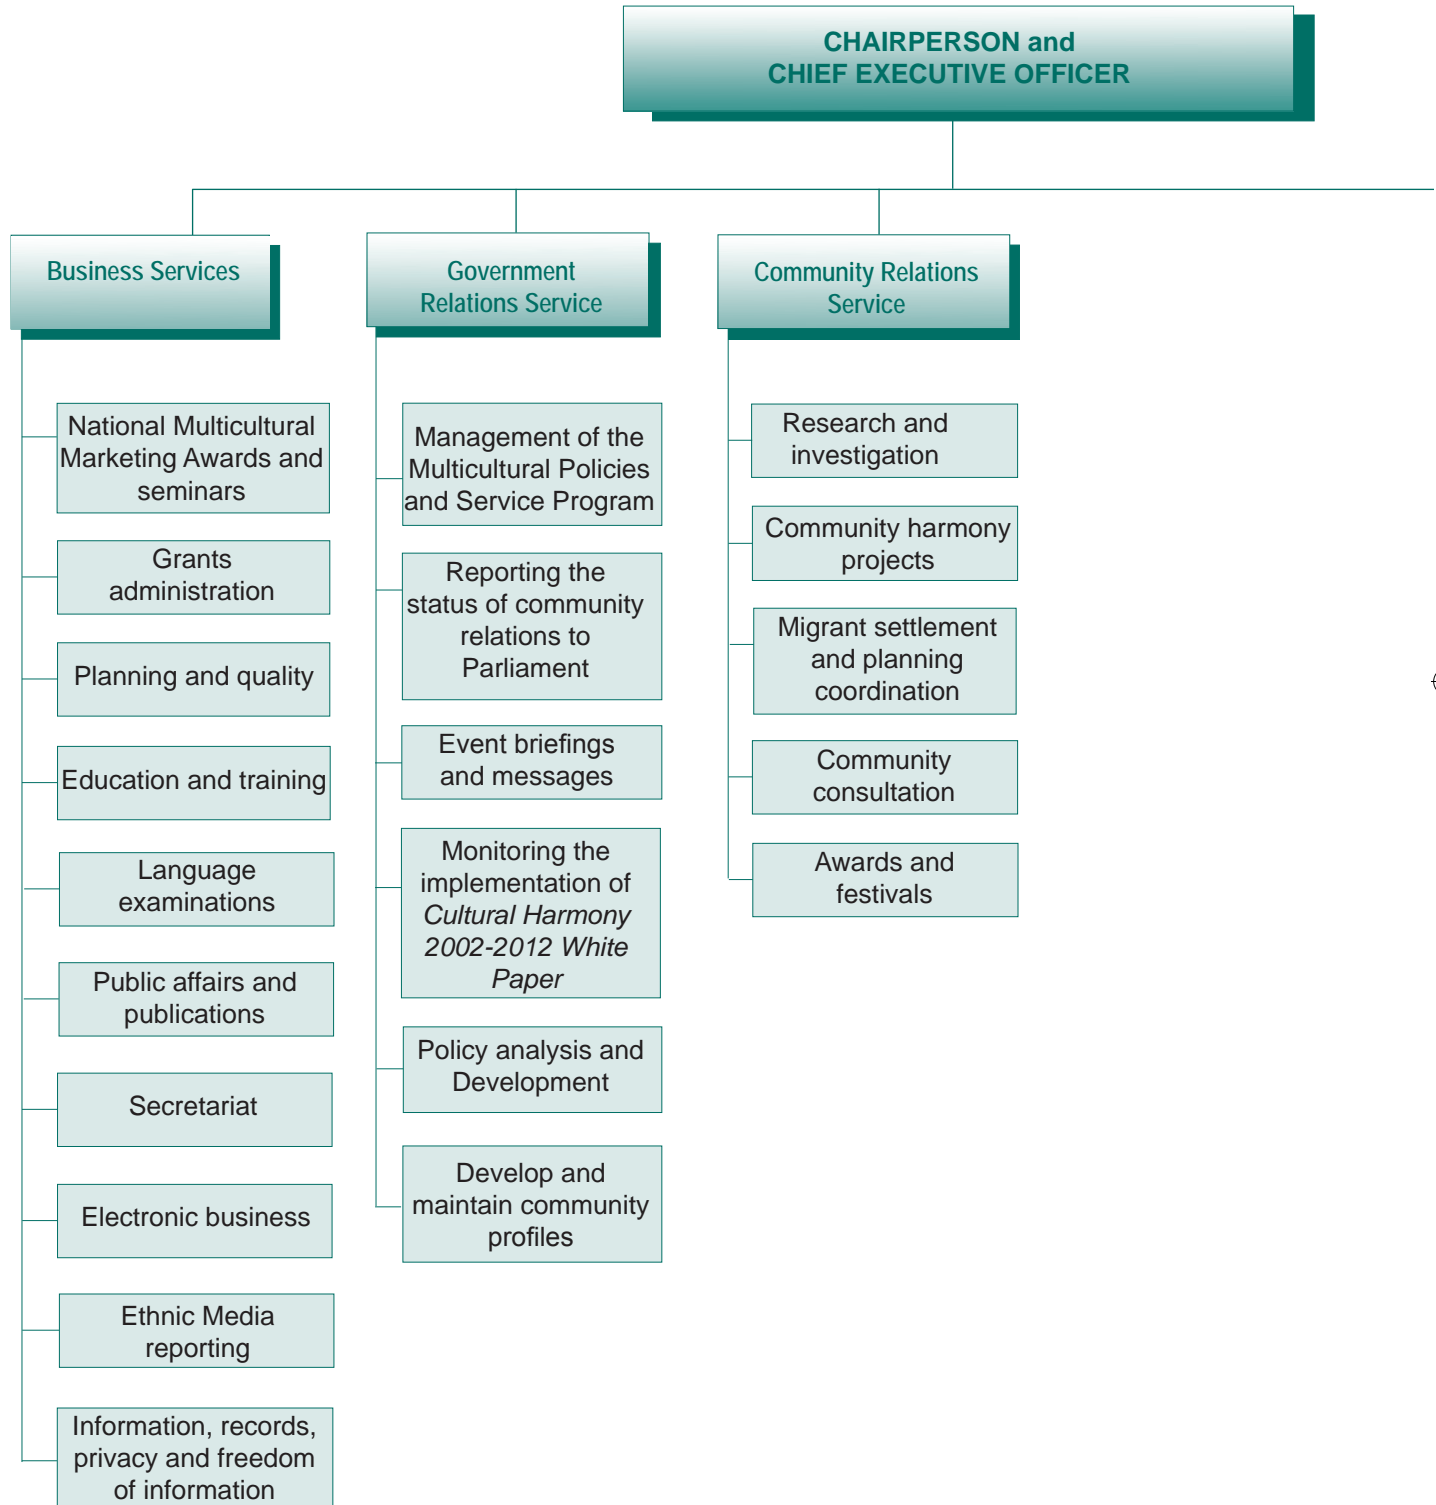 CHAIRPERSON and
CHIEF EXECUTIVE OFFICER
Business Services
National Multicultural
Marketing Awards and
seminars
Grants
administration
Planning and quality
Education and training
Language
examinations
Public affairs and
publications
Secretariat
Electronic business
Ethnic Media
reporting
Information, records,
privacy and freedom
of information
Government
Relations Service
Management of the
Multicultural Policies
and Service Program
Reporting the
status of community
relations to
Parliament
Event briefings
and messages
Monitoring the
implementation of
Cultural Harmony
2002-2012 White
Paper
Policy analysis and
Development
Develop and
maintain community
profiles
Community Relations
Service
Research and
investigation
Community harmony
projects
Migrant settlement
and planning
coordination
Community
consultation
Awards and
festivals